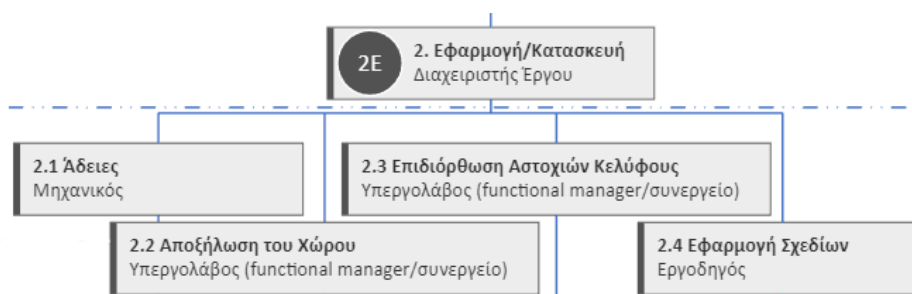 2E
2. Εφαρμογή/Κατασκευή
Διαχειριστής Έργου
2.1 Άδειες
Μηχανικός
2.3 Επιδιόρθωση Αστοχιών Κελύφους
Υπεργολάβος (functional manager/συνεργείο)
2.2 Αποξήλωση του Χώρου
Υπεργολάβος (functional manager/συνεργείο)
2.4 Εφαρμογή Σχεδίων
Εργοδηγός